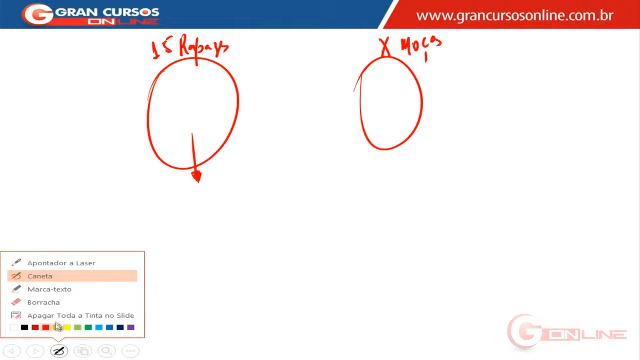 GRAN CURSOS
ONLINE
www.grancursosonline.com.br
15 Rapazes
X Moças
Apontador a Laser
Caneta
Marca-texto
Borracha
Apagar Toda a Tinta no Slide
ONLINE